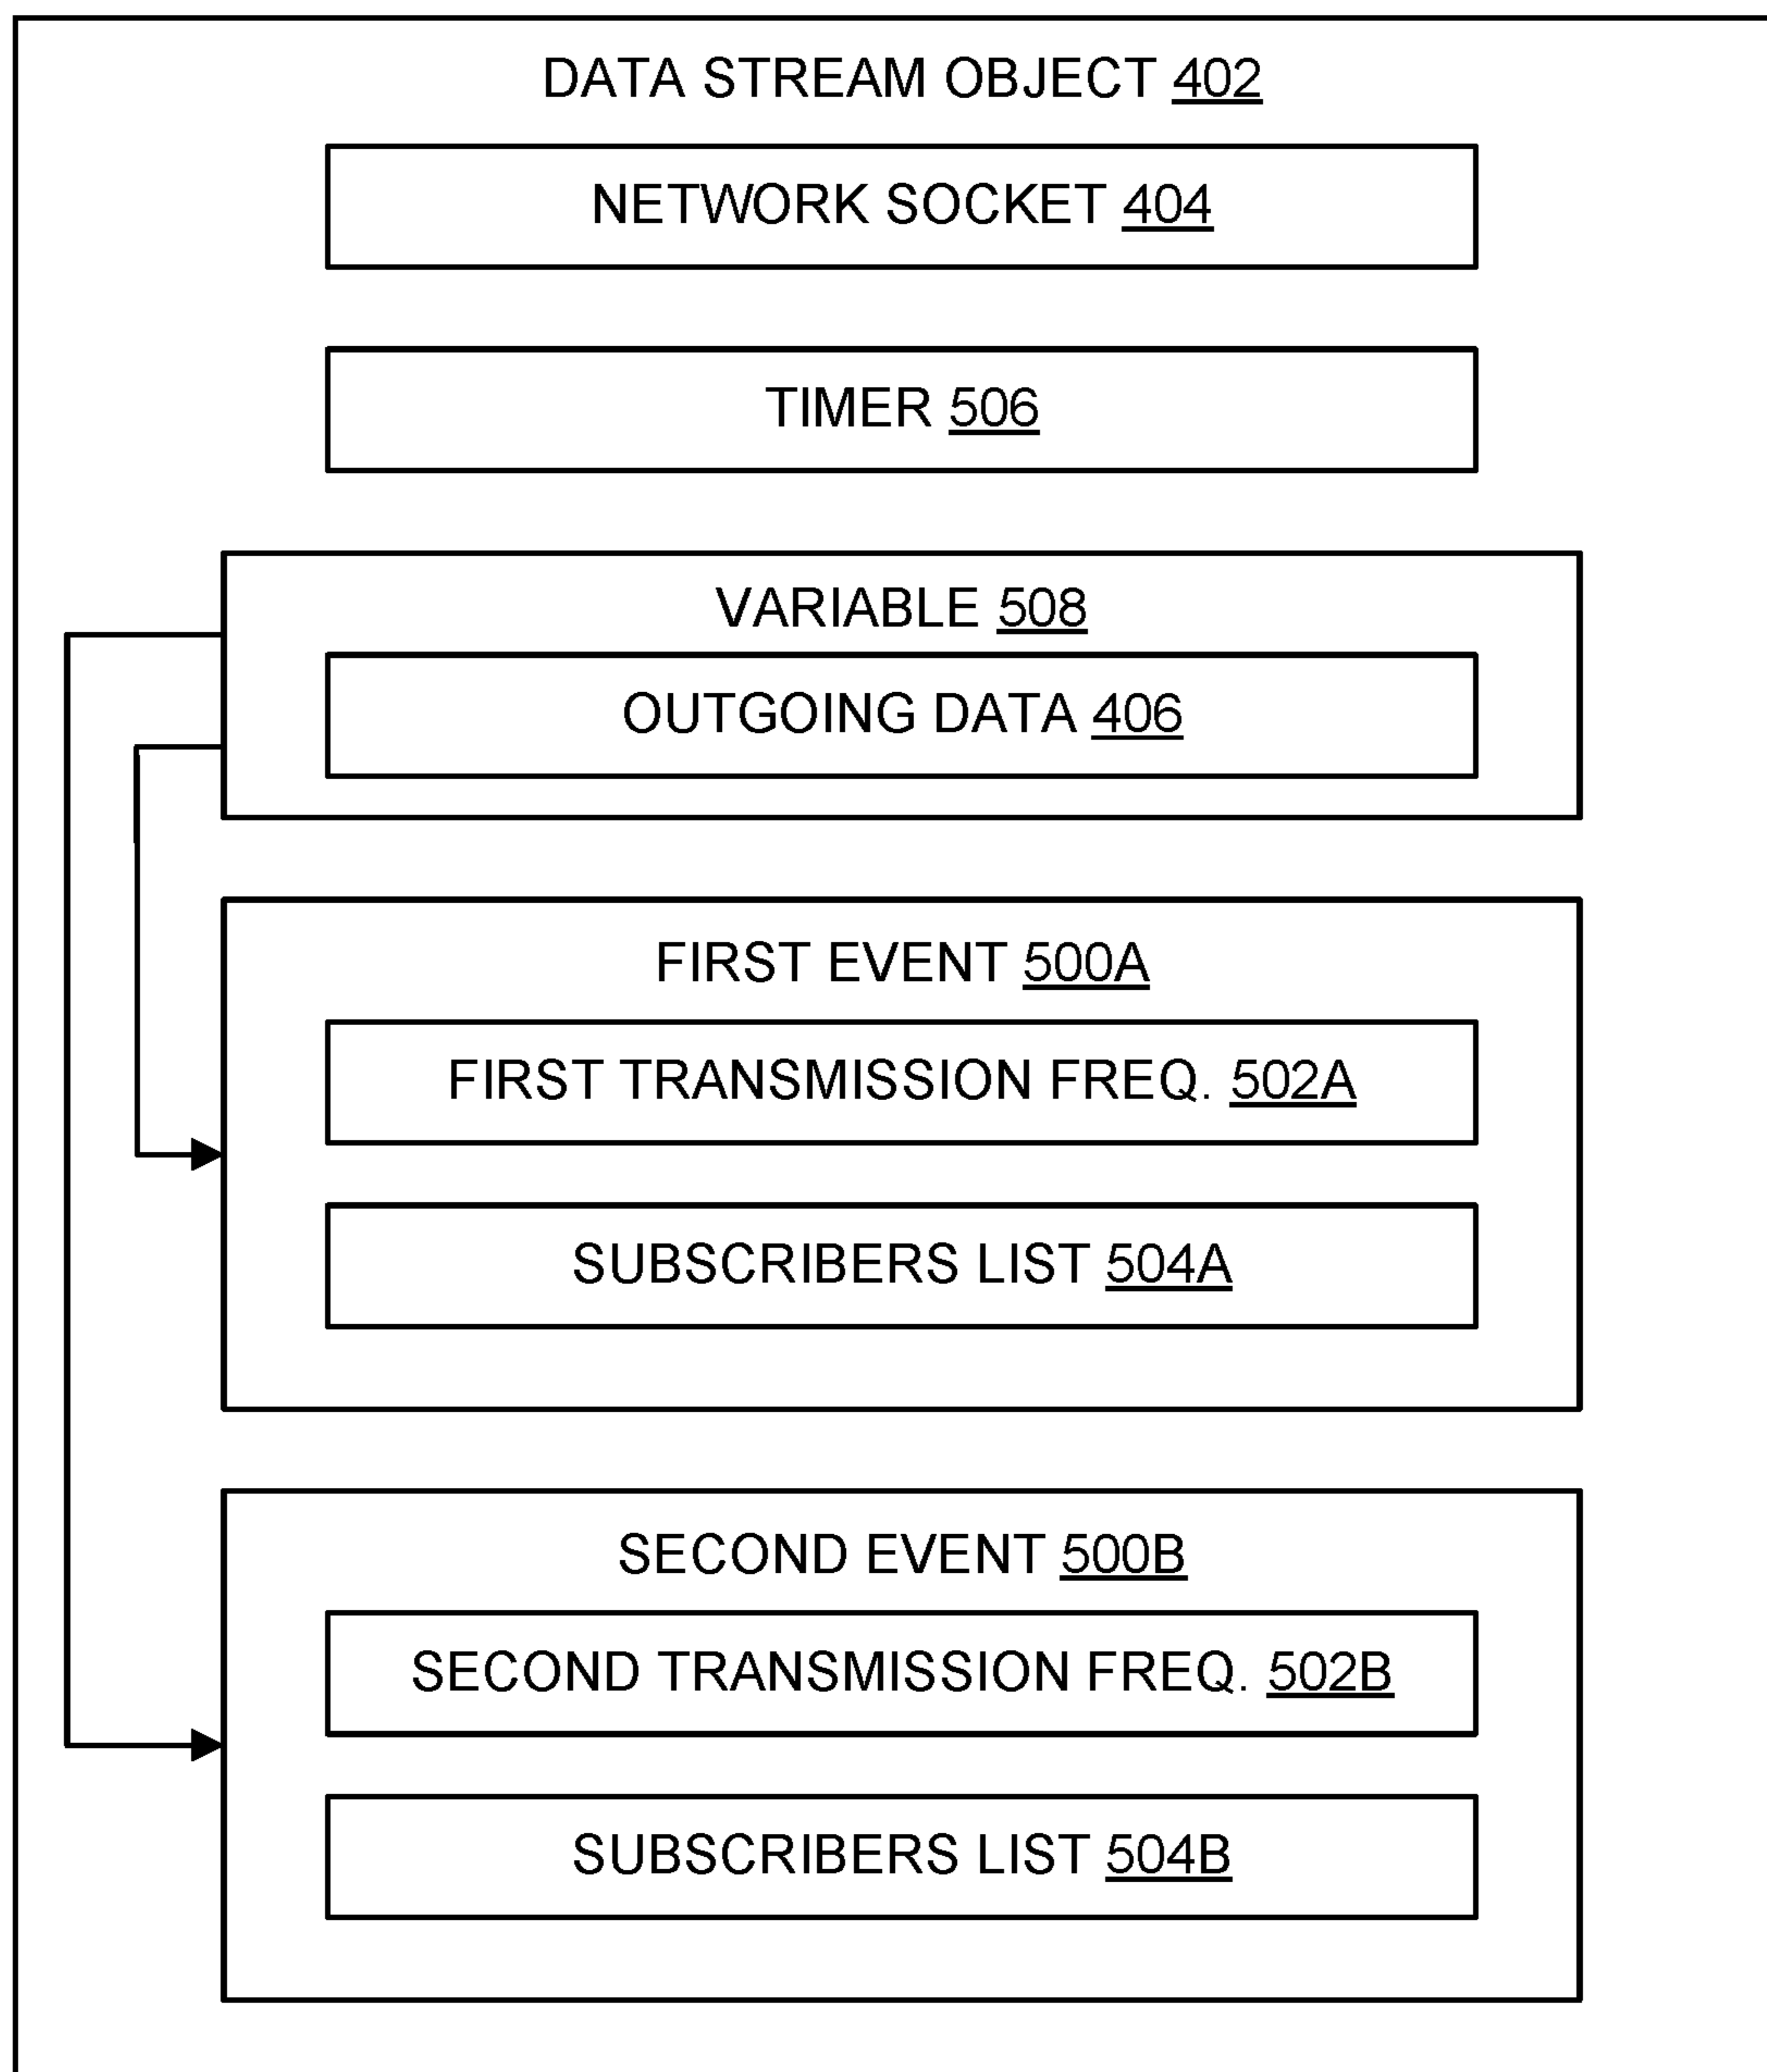 DATA STREAM OBJECT 402
NETWORK SOCKET 404
TIMER 506
VARIABLE 508
OUTGOING DATA 406
FIRST EVENT 500A
FIRST TRANSMISSION FREQ. 502A
SUBSCRIBERS LIST 504A
SECOND EVENT 500B
SECOND TRANSMISSION FREQ. 502B
SUBSCRIBERS LIST 504B